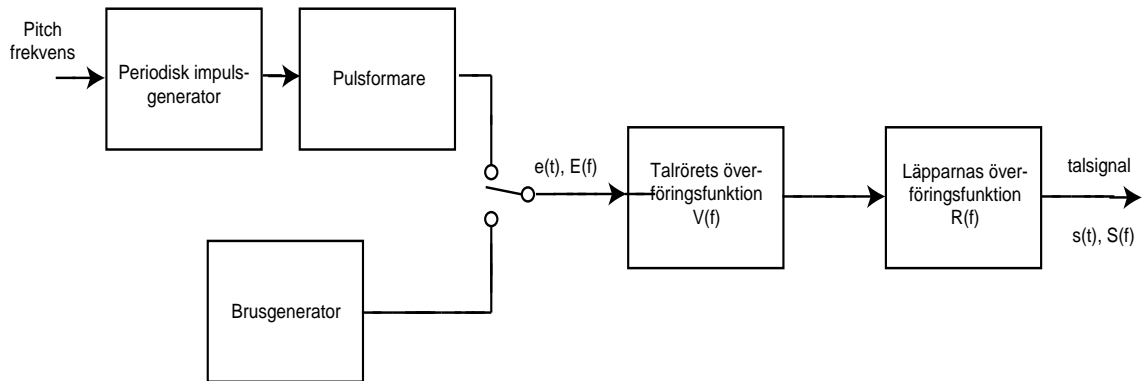 Pitch
frekvens
Periodisk impuls-
generator
Pulsformare
e(t), E(f)
Talrörets över-
föringsfunktion
V(f)
Läpparnas över-
föringsfunktion
R(f)
talsignal
s(t), S(f)
Brusgenerator